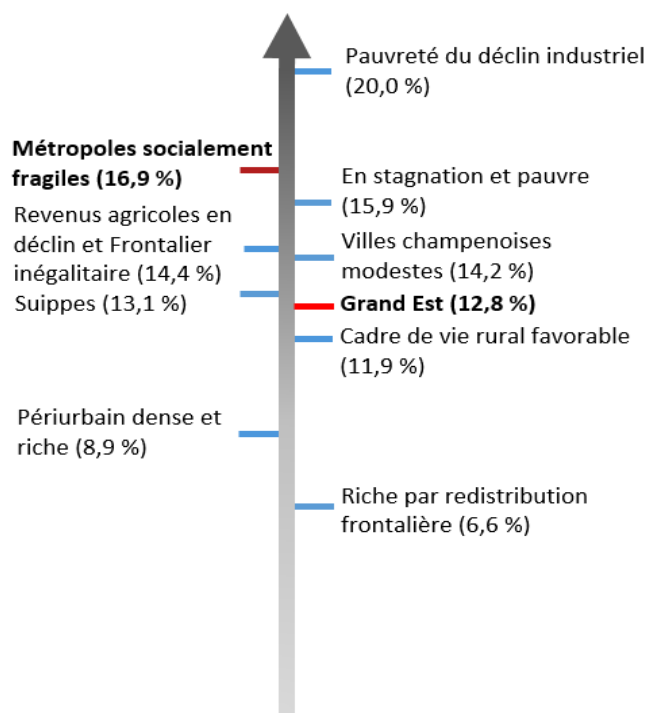 Pauvreté du déclin industriel
(20,0 %)
Métropoles socialement
fragiles (16,9 %)
En stagnation et pauvre
(15,9 %)
Revenus agricoles en
déclin et Frontalier
inégalitaire (14,4 %)
Villes champenoises
modestes (14,2 %)
Suippes (13,1 %)
Grand Est (12,8 %)
Cadre de vie rural favorable
(11,9 %)
Périurbain dense et
riche (8,9 %)
Riche par redistribution
frontalière (6,6 %)